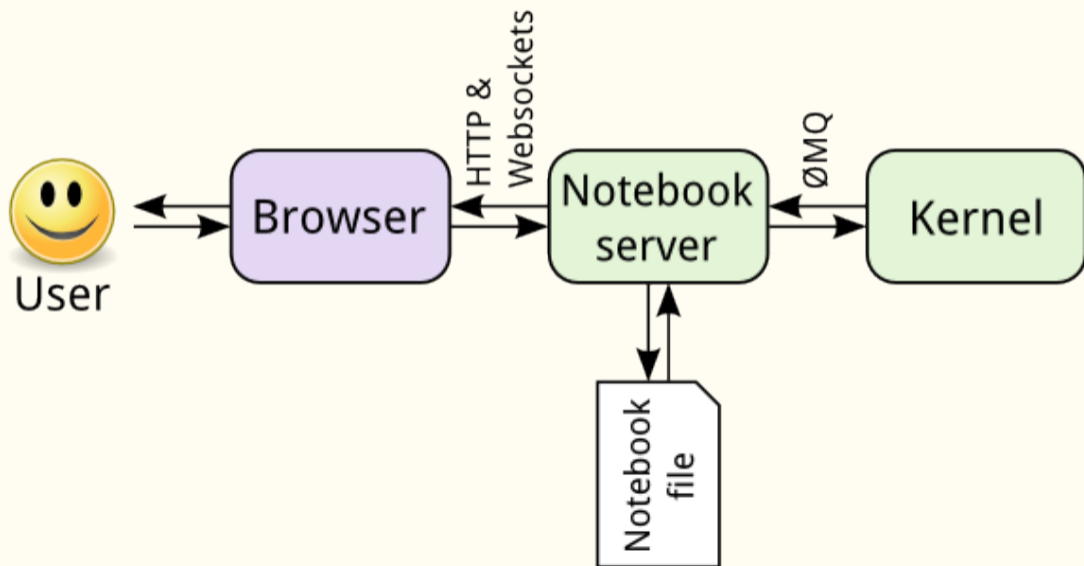 User
Browser
HTTP &
Websockets
Notebook
server
ØMQ
Kernel
Notebook
file